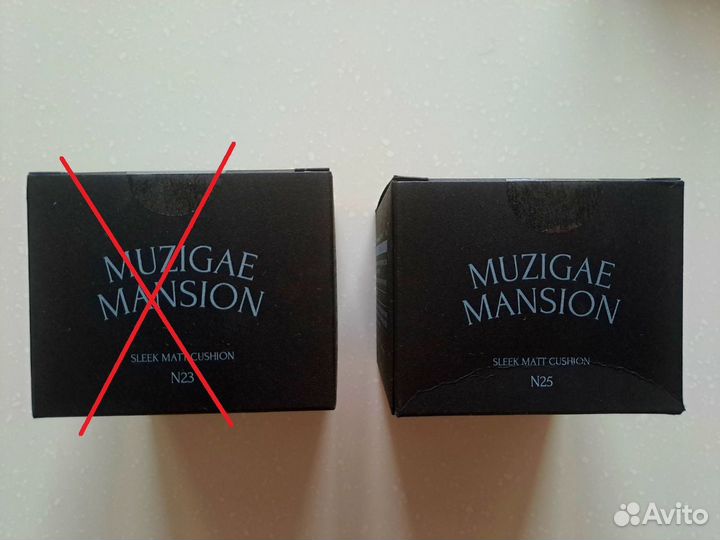 MUZIGAE
MANSION
SLEEK MATT CUSHION
N23
MUZIGAE
MANSION
SLEEK MATT CUSHION
N25
Avito